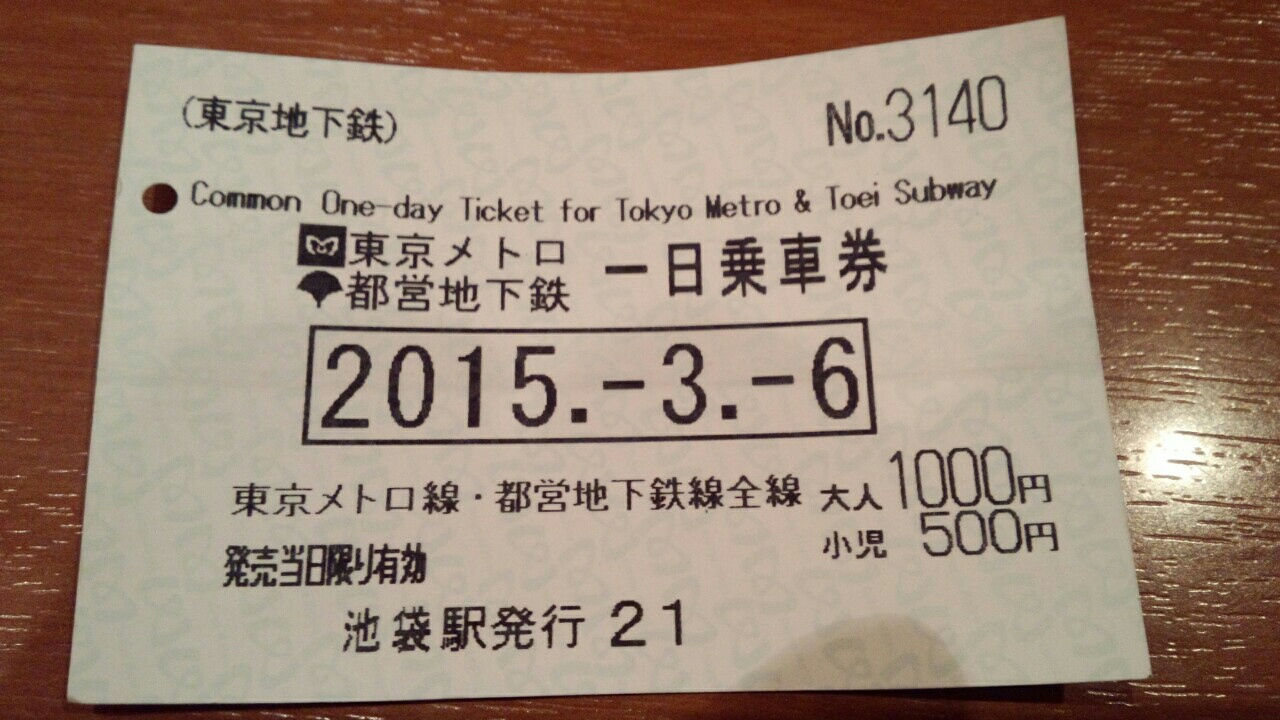 (東京地下鉄)
No.3140
Common One-day Ticket for Tokyo Metro & Toei Subway
東京メトロ
都営地下鉄
一日乗車券
2015.-3.-6
東京メトロ線・都営地下鉄線全線
大人1000円
小児 500円
発売当日限り有効
池袋駅発行 21